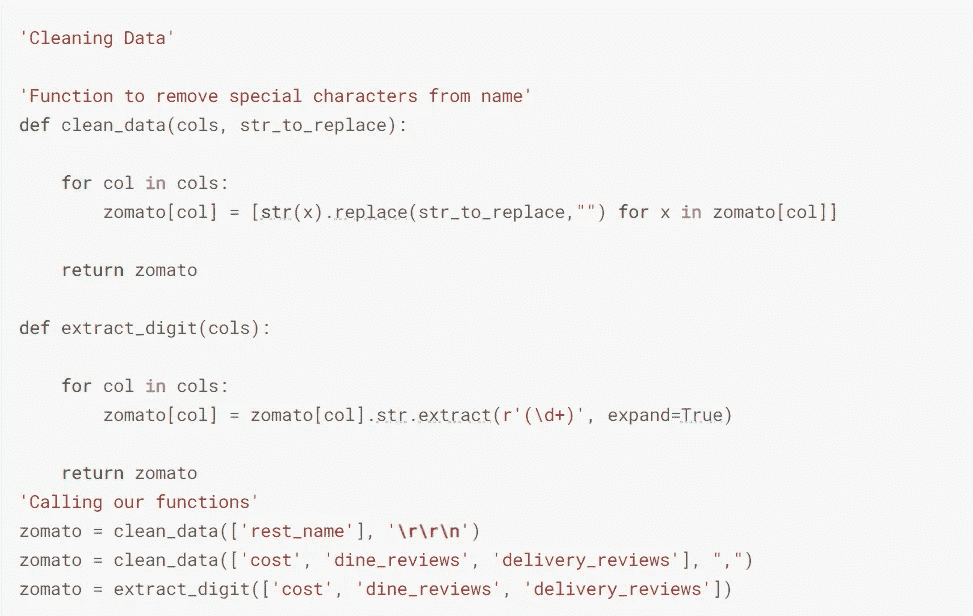 'Cleaning Data'
'Function to remove special characters from name'
def clean_data(cols, str_to_replace):
    for col in cols:
        zomato[col] = [str(x).replace(str_to_replace,"") for x in zomato[col]]
    return zomato
def extract_digit(cols):
    for col in cols:
        zomato[col] = zomato[col].str.extract(r'(\d+)', expand=True)
    return zomato
'Calling our functions'
zomato = clean_data(['rest_name'], '\r\r\n')
zomato = clean_data(['cost', 'dine_reviews', 'delivery_reviews'], ",")
zomato = extract_digit(['cost', 'dine_reviews', 'delivery_reviews'])